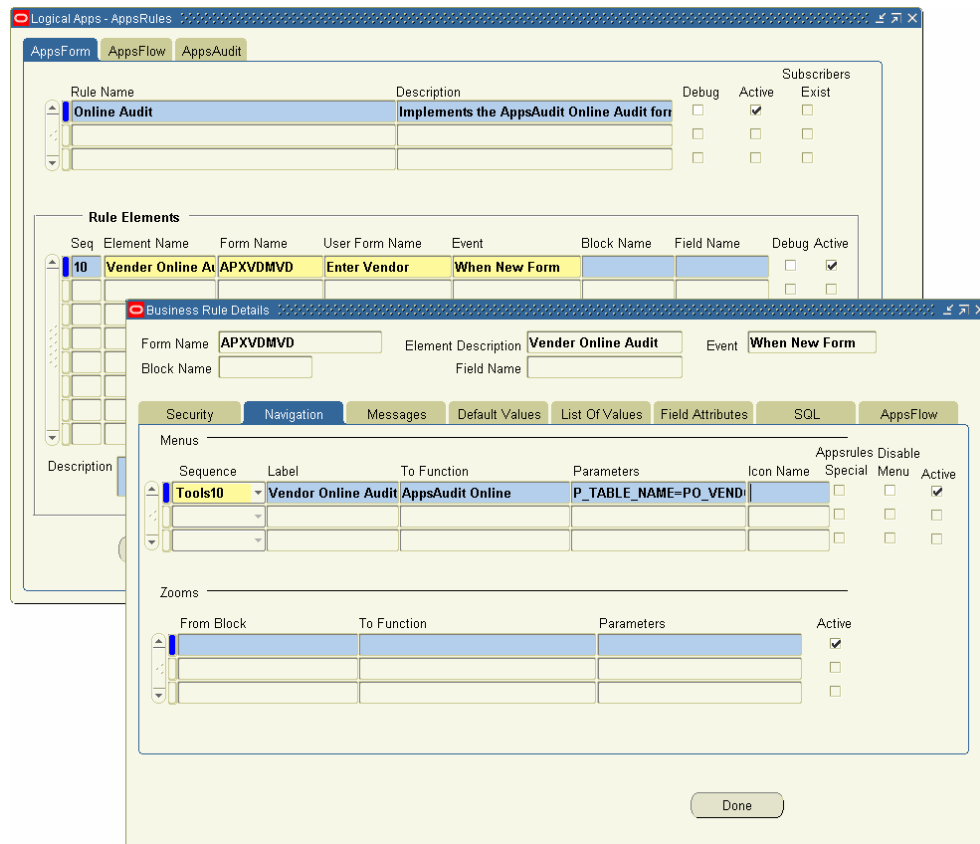 Logical Apps - AppsRules
AppsForm AppsFlow AppsAudit
Subscribers
Rule Name Description Debug Active Exist
Online Audit Implements the AppsAudit Online Audit forr
Rule Elements
Seq Element Name Form Name User Form Name Event Block Name Field Name Debug Active
10 Vender Online Au APXVDMVD Enter Vendor When New Form
Description
Business Rule Details
Form Name APXVDMVD Element Description Vender Online Audit Event When New Form
Block Name Field Name
Security Navigation Messages Default Values List Of Values Field Attributes SQL AppsFlow
Menus
Appsrules Disable
Sequence Label To Function Parameters Icon Name Special Menu Active
Tools10 Vendor Online Audit AppsAudit Online P_TABLE_NAME=PO_VEND
Zooms
From Block To Function Parameters Active
Done